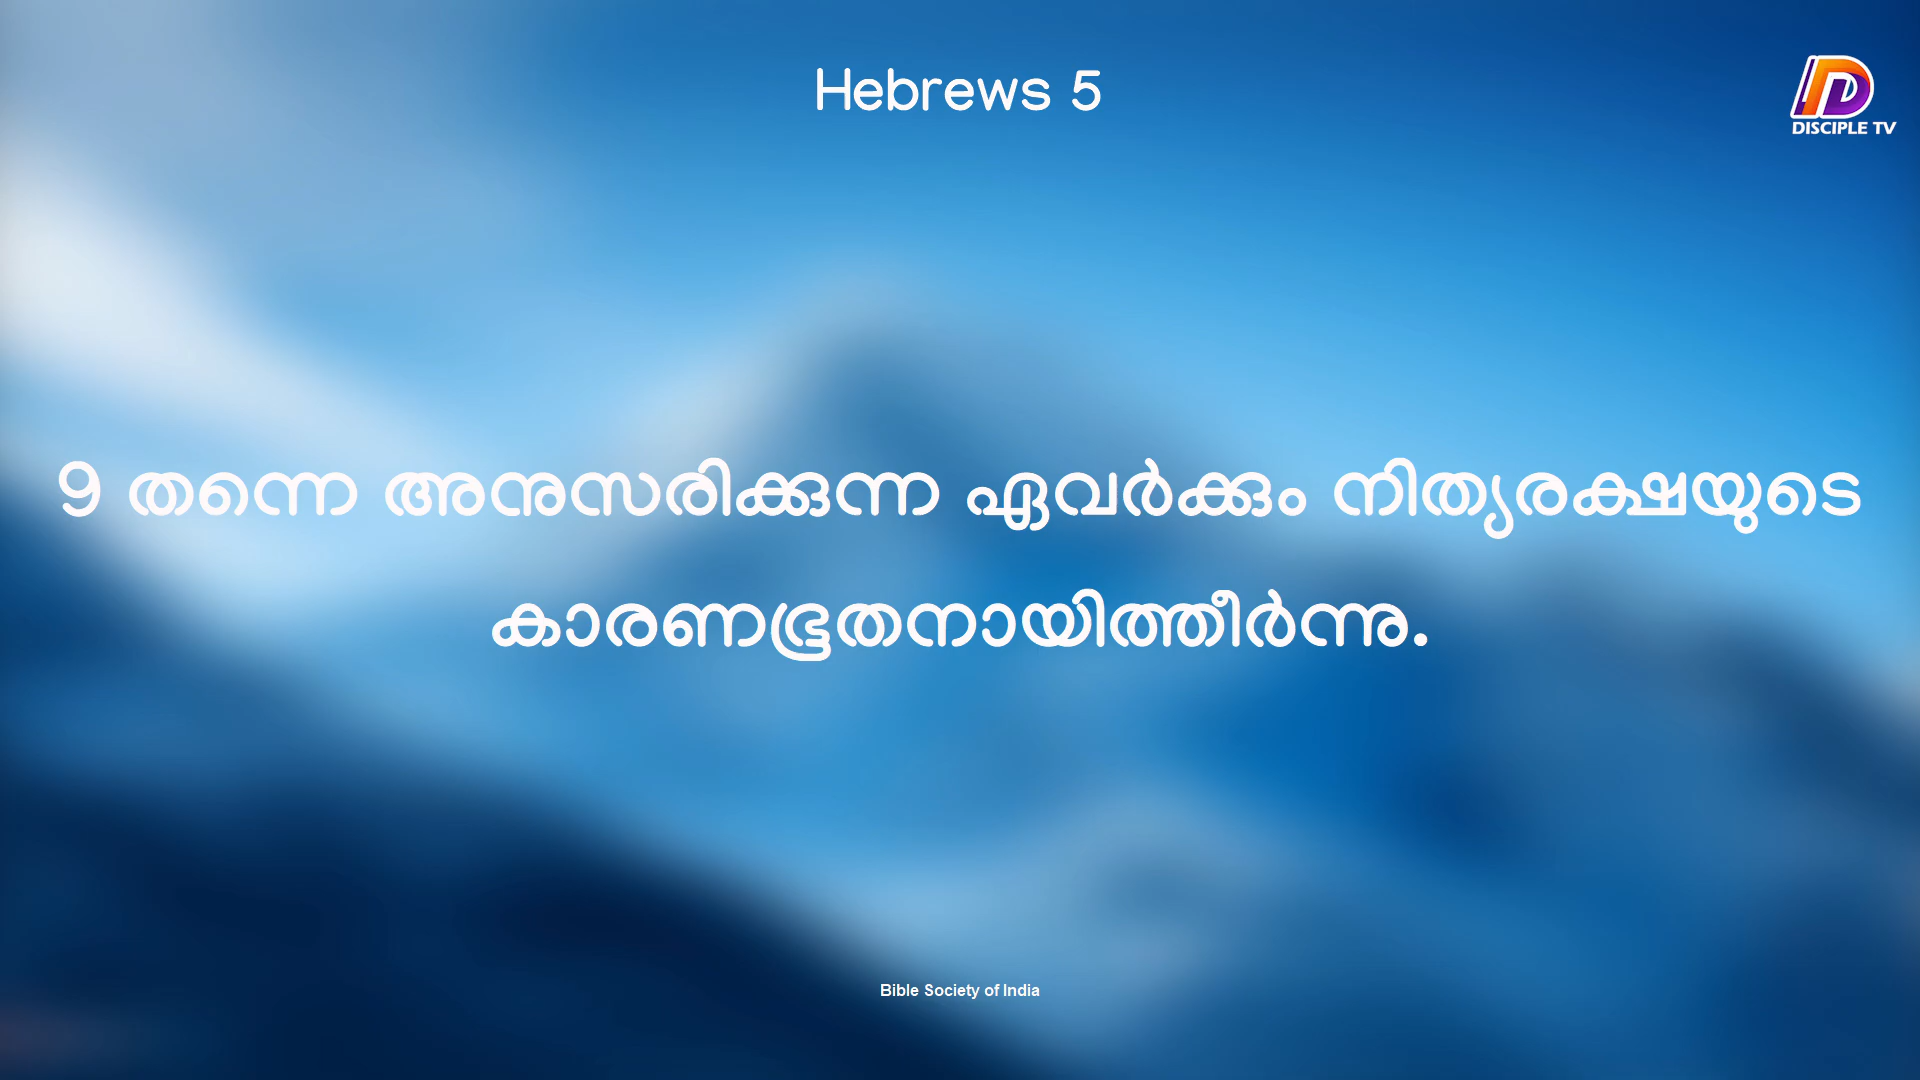 Hebrews 5
DISCIPLE TV
9 തന്നെ അനുസരിക്കുന്ന ഏവർക്കും നിത്യരക്ഷയുടെ
കാരണഭൂതനായിത്തീർന്നു.
Bible Society of India